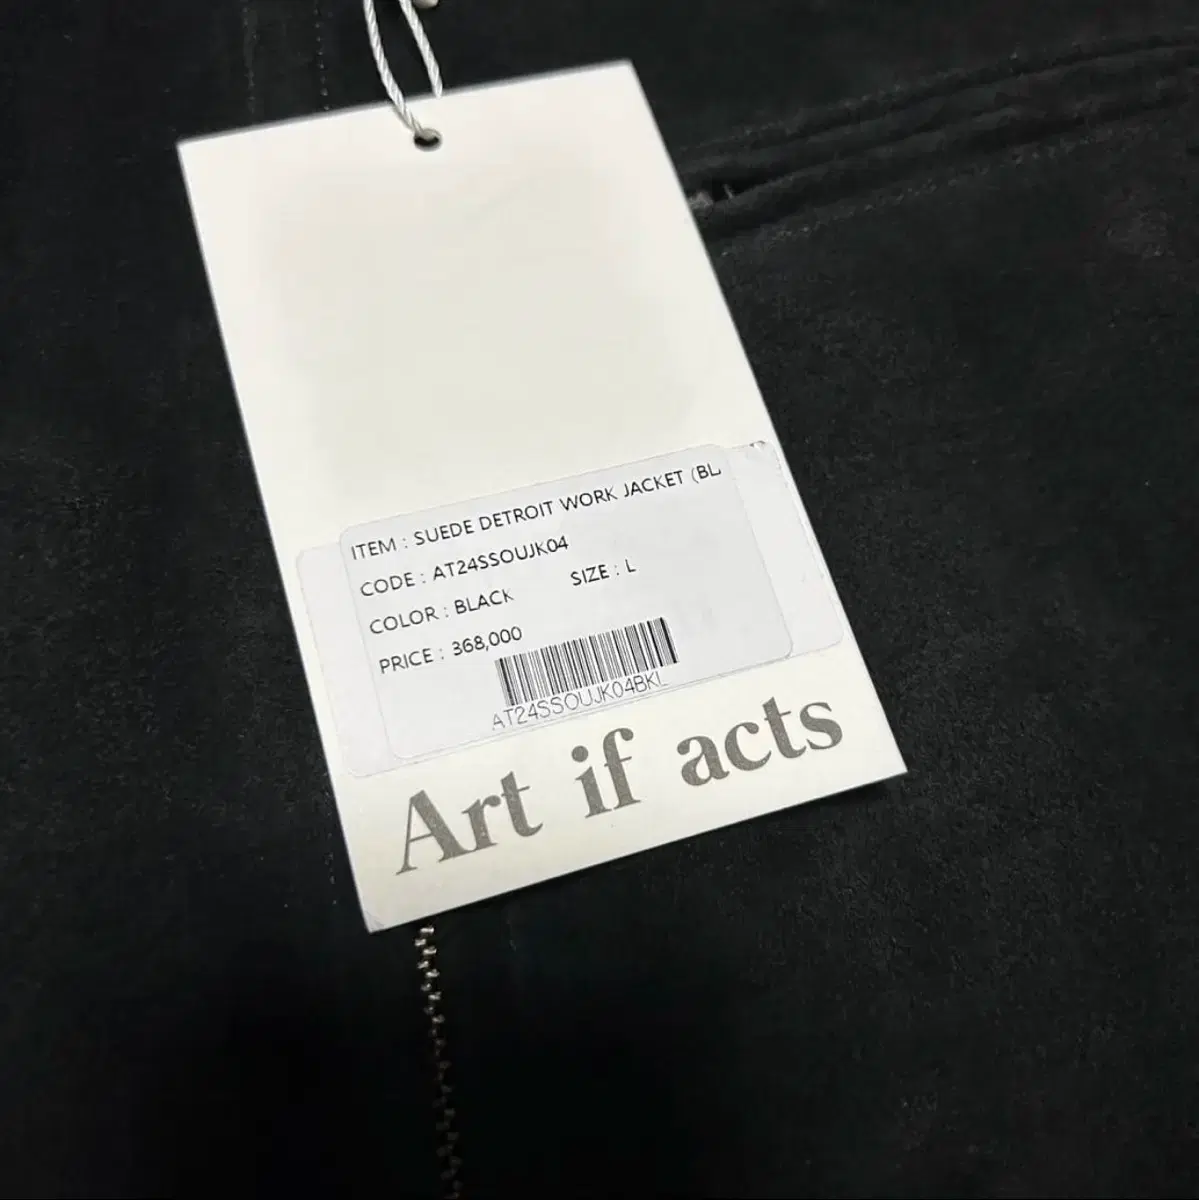 ITEM : SUEDE DETROIT WORK JACKET (BL
CODE : AT24SSOUJK04
COLOR : BLACK SIZE : L
PRICE : 368,000
AT24SSOUJK04BKL
Art if acts